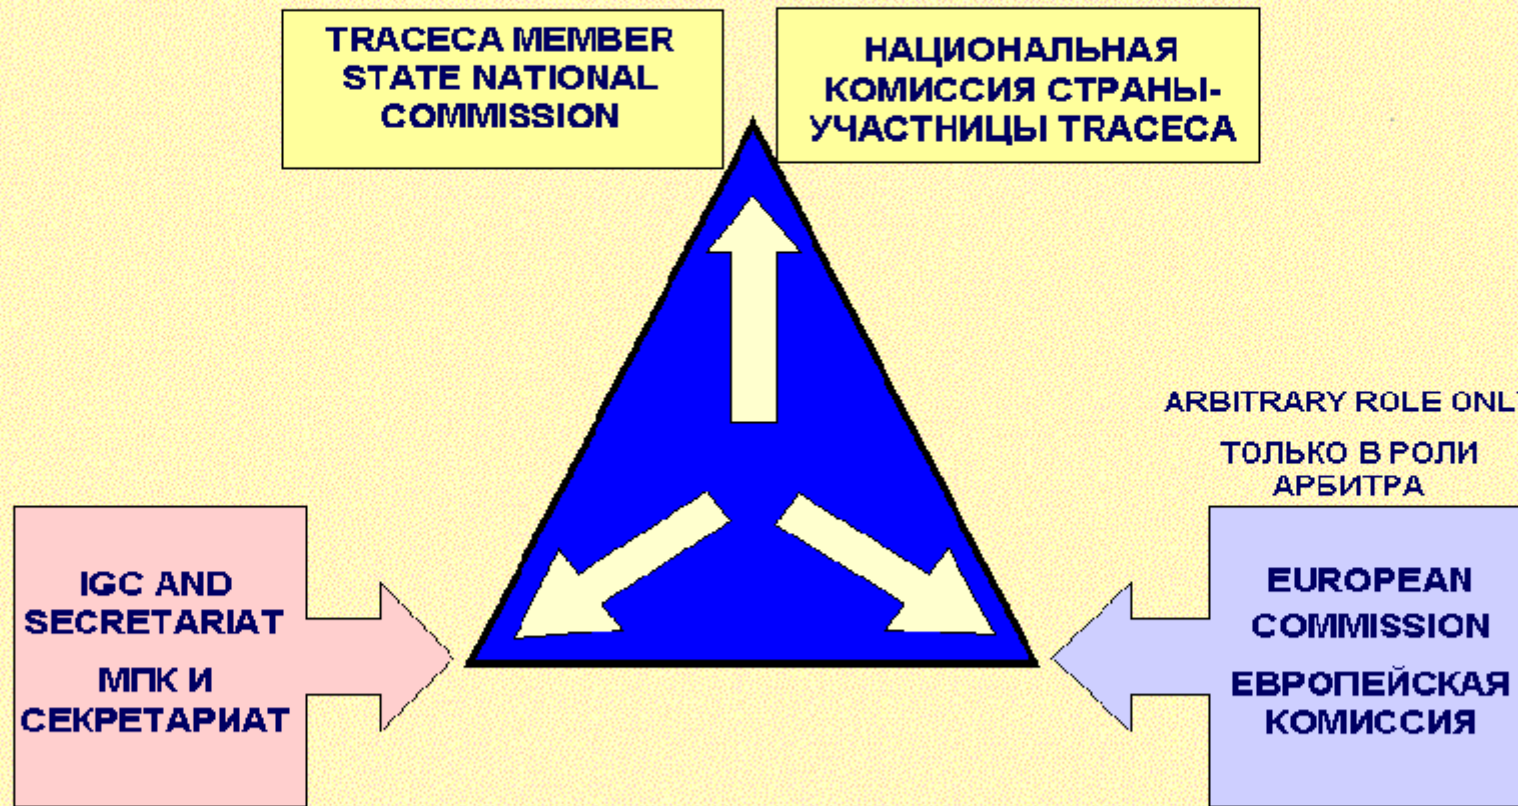 TRACECA MEMBER
STATE NATIONAL
COMMISSION
НАЦИОНАЛЬНАЯ
КОМИССИЯ СТРАНЫ-
УЧАСТНИЦЫ TRACECA
ARBITRARY ROLE ONLY
ТОЛЬКО В РОЛИ
АРБИТРА
IGC AND
SECRETARIAT
МПК И
СЕКРЕТАРИАТ
EUROPEAN
COMMISSION
ЕВРОПЕЙСКАЯ
КОМИССИЯ